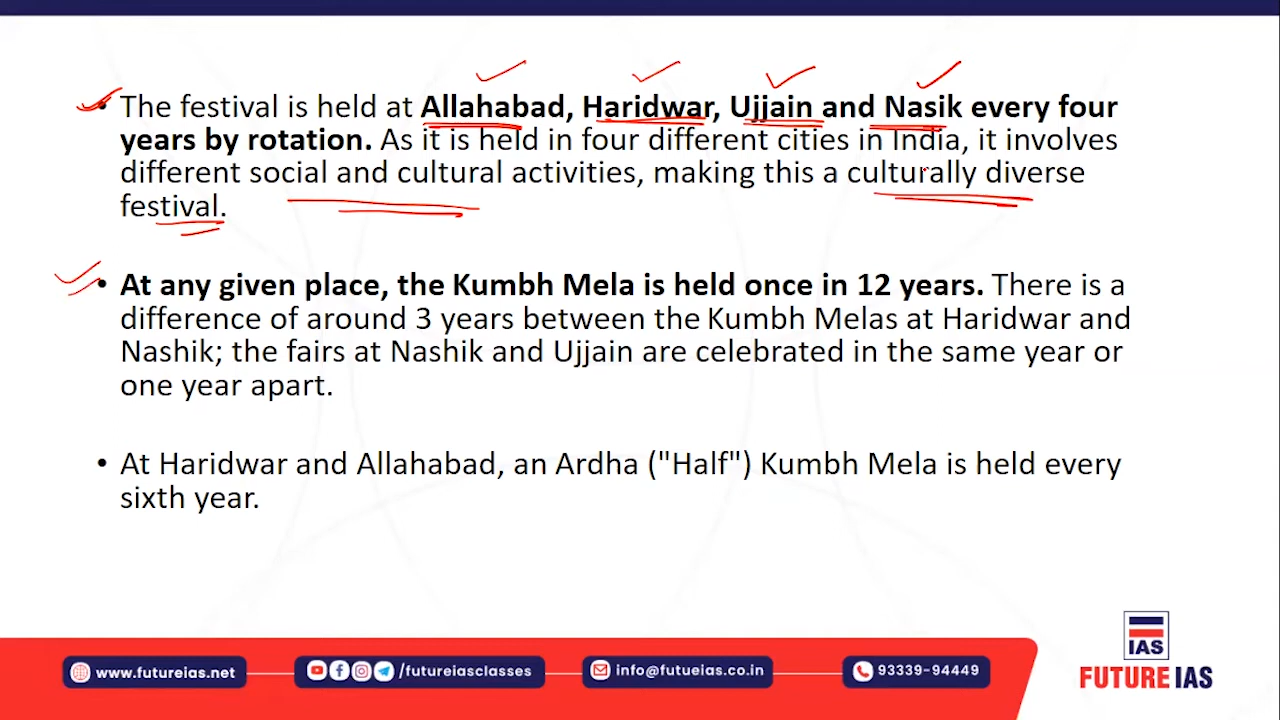 • The festival is held at Allahabad, Haridwar, Ujjain and Nasik every four
years by rotation. As it is held in four different cities in India, it involves
different social and cultural activities, making this a culturally diverse
festival.
• At any given place, the Kumbh Mela is held once in 12 years. There is a
difference of around 3 years between the Kumbh Melas at Haridwar and
Nashik; the fairs at Nashik and Ujjain are celebrated in the same year or
one year apart.
• At Haridwar and Allahabad, an Ardha ("Half") Kumbh Mela is held every
sixth year.
IAS
FUTURE IAS
www.futureias.net
/futureiasclasses
info@futueias.co.in
93339-94449